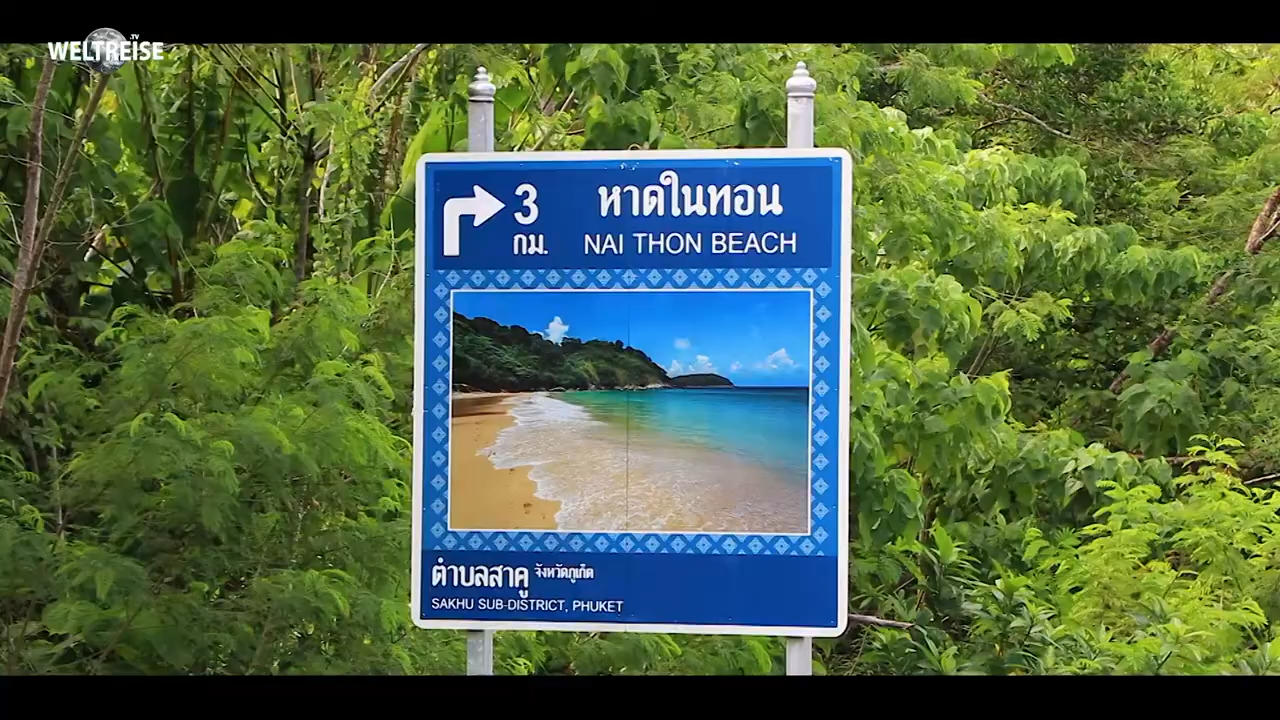 WELTREISE.TV
3 กม.
หาดในทอน
NAI THON BEACH
ตำบลสาคู จังหวัดภูเก็ต
SAKHU SUB-DISTRICT, PHUKET